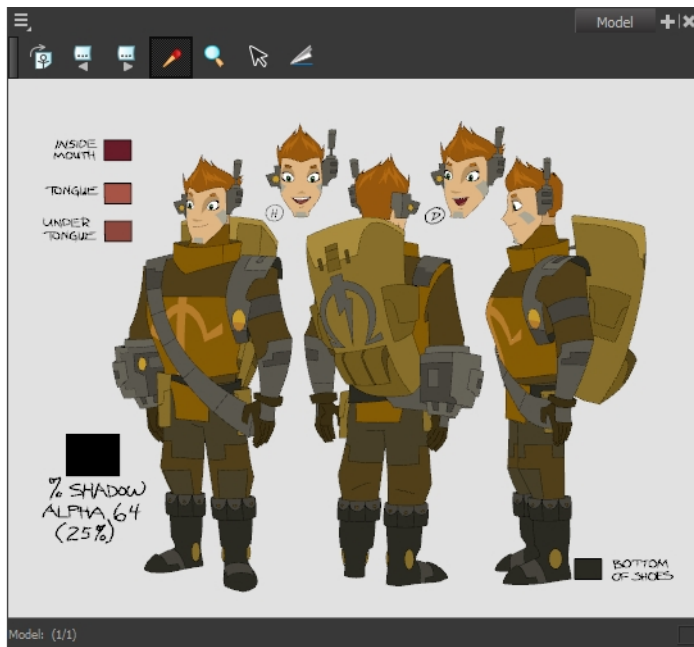 Model
INSIDE
MOUTH
TONGUE
UNDER
TONGUE
H
D
% SHADOW
ALPHA 64
(25%)
BOTTOM
OF SHOES
Model: (1/1)